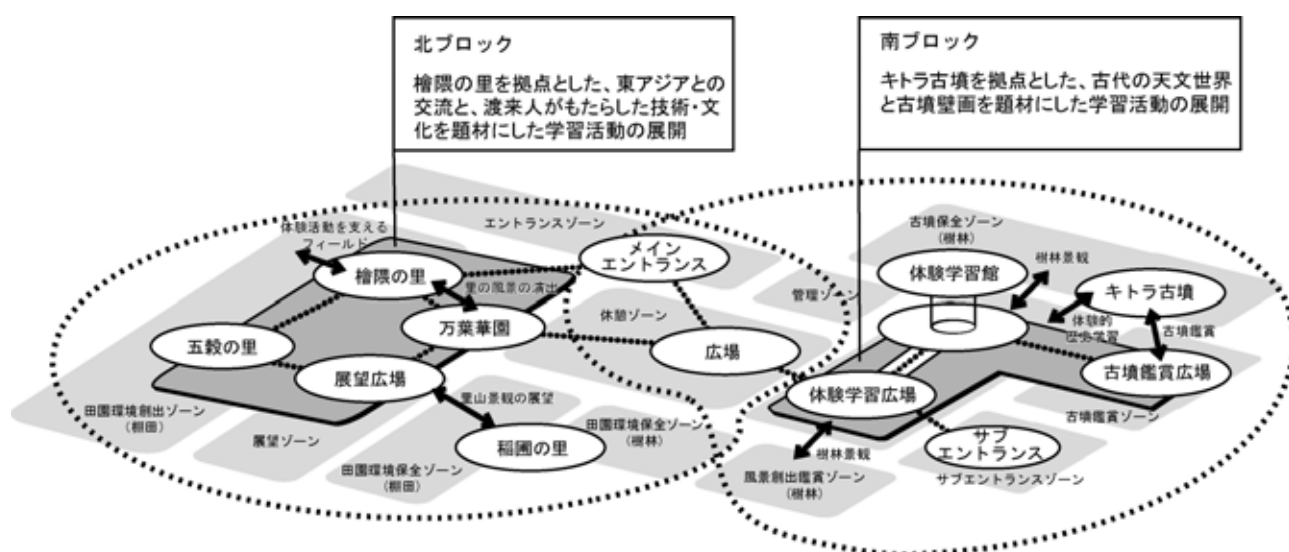 北ブロック
檜隈の里を拠点とした、東アジアとの
交流と、渡来人がもたらした技術・文
化を題材にした学習活動の展開
南ブロック
キトラ古墳を拠点とした、古代の天文世界
と古墳壁画を題材にした学習活動の展開
体験活動を支える
フィールド
エントランスゾーン
メイン
エントランス
檜隈の里
里の風景の演出
万葉華園
五穀の里
展望広場
休憩ゾーン
広場
管理ゾーン
古墳保全ゾーン
(樹林)
体験学習館
樹林景観
キトラ古墳
体験的
歴史学習
古墳鑑賞
古墳鑑賞広場
体験学習広場
古墳鑑賞ゾーン
サブ
エントランス
サブエントランスゾーン
樹林景観
風景創出鑑賞ゾーン
(樹林)
里山景観の展望
稲圃の里
田園環境保全ゾーン
(樹林)
田園環境創出ゾーン
(棚田)
展望ゾーン
田園環境保全ゾーン
(棚田)